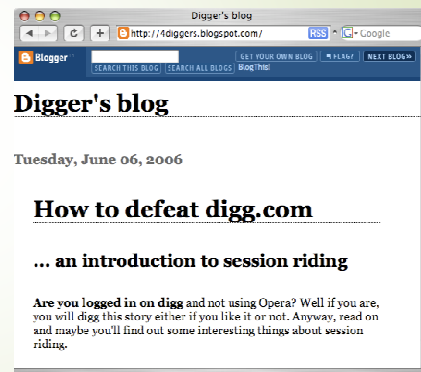 Digger's blog
http://4diggers.blogspot.com/ RSS Google
Blogger GET YOUR OWN BLOG FLAG? NEXT BLOG»
SEARCH THIS BLOG SEARCH ALL BLOGS BlogThis!
Digger's blog
Tuesday, June 06, 2006
How to defeat digg.com
... an introduction to session riding
Are you logged in on digg and not using Opera? Well if you are,
you will digg this story either if you like it or not. Anyway, read on
and maybe you'll find out some interesting things about session
riding.